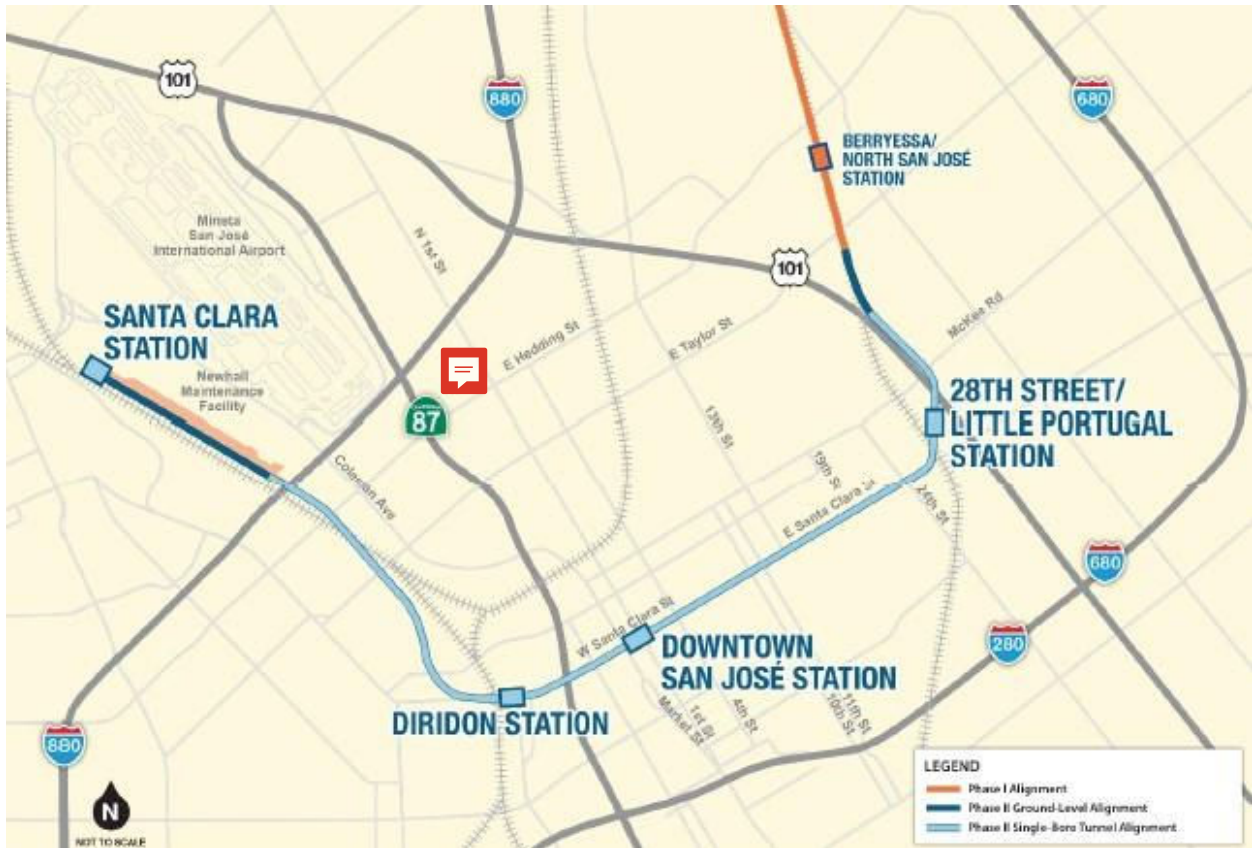 101
880
680
BERRYESSA/
NORTH SAN JOSÉ
STATION
Mineta
San José
International Airport
N 1st St
101
SANTA CLARA
STATION
E Hedding St
E Taylor St
McKee Rd
Newhall
Maintenance
Facility
87
28TH STREET/
LITTLE PORTUGAL
STATION
13th St
19th St
24th St
Coleman Ave
E Santa Clara St
680
W Santa Clara St
280
DOWNTOWN
SAN JOSÉ STATION
DIRIDON STATION
Market St
1st St
4th St
10th St
11th St
880
N
NOT TO SCALE
LEGEND
Phase I Alignment
Phase II Ground-Level Alignment
Phase II Single-Bore Tunnel Alignment